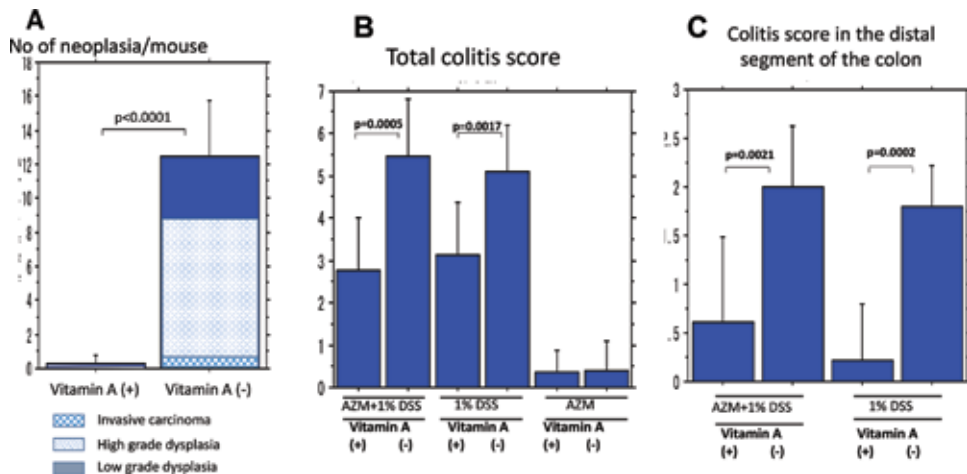 A
No of neoplasia/mouse
18
16
14
12
10
8
6
4
2
0
p<0.0001
Vitamin A (+) Vitamin A (-)
Invasive carcinoma
High grade dysplasia
Low grade dysplasia
B
Total colitis score
7
6
5
4
3
2
1
0
p=0.0005 p=0.0017
AZM+1% DSS 1% DSS AZM
Vitamin A Vitamin A Vitamin A
(+) (-) (+) (-) (+) (-)
C
Colitis score in the distal
segment of the colon
3
2
1
.5
0
p=0.0021 p=0.0002
AZM+1% DSS 1% DSS
Vitamin A Vitamin A
(+) (-) (+) (-)